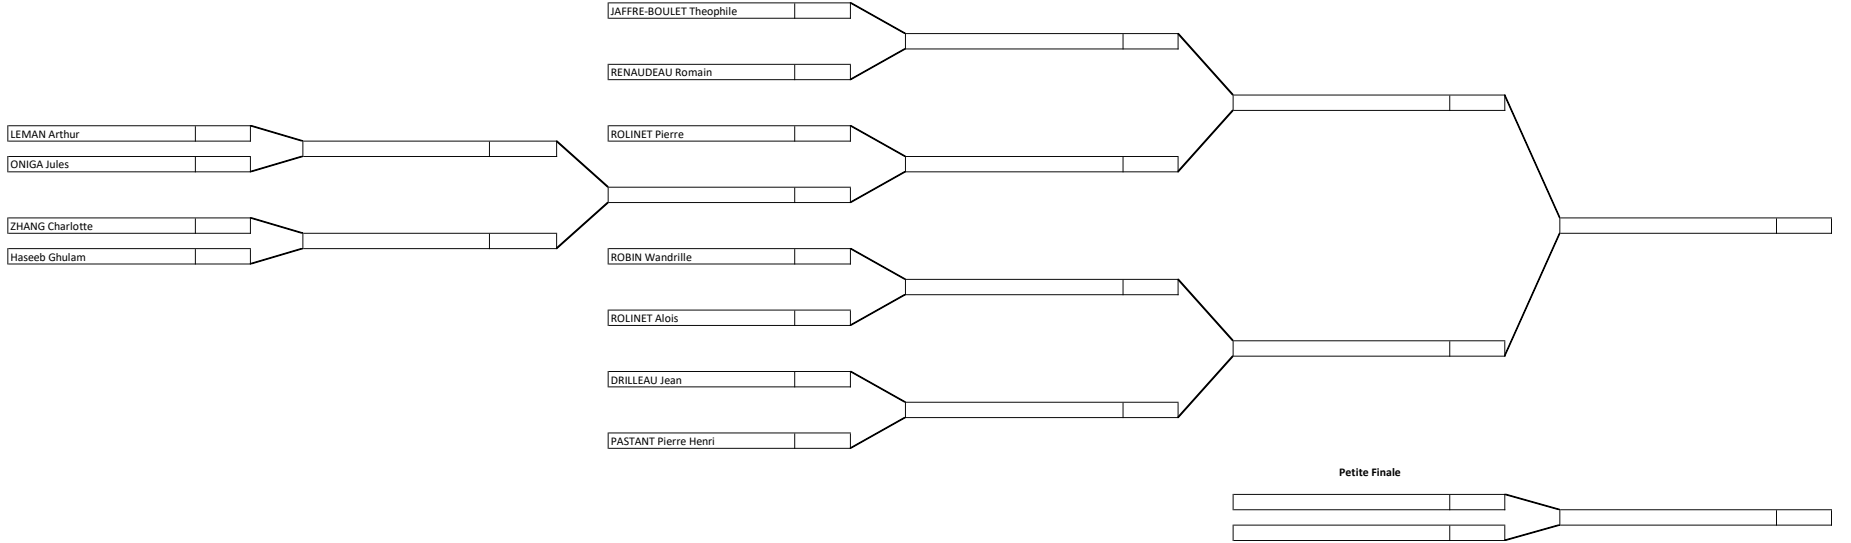 JAFFRE-BOULET Theophile
RENAUDEAU Romain
LEMAN Arthur
ROLINET Pierre
ONIGA Jules
ZHANG Charlotte
Haseeb Ghulam
ROBIN Wandrille
ROLINET Alois
DRILLEAU Jean
PASTANT Pierre Henri
Petite Finale